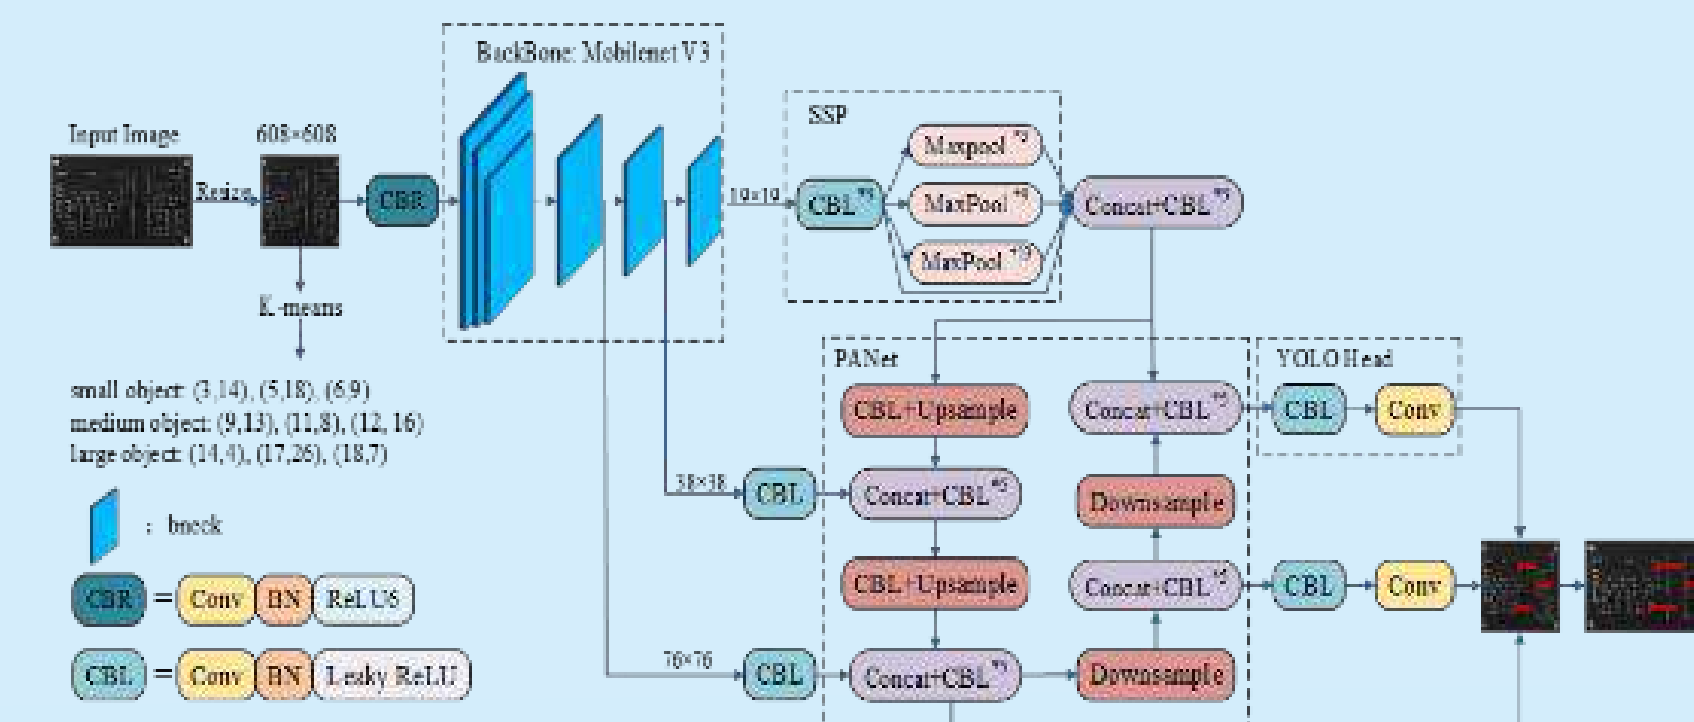 BackBone: Mobilenet V3
Input Image
608×608
Resize
CBR
19×19
SSP
CBL
Maxpool
MaxPool
MaxPool
Concat+CBL
K-means
small object: (3,14), (5,18), (6,9)
medium object: (9,13), (11,8), (12, 16)
large object: (14,4), (17,26), (18,7)
: bneck
CBR = Conv BN ReLU6
CBL = Conv BN Leaky ReLU
PANet
CBL+Upsample
38×38
CBL
Concat+CBL
CBL+Upsample
76×76
CBL
Concat+CBL
Concat+CBL
Downsample
Concat+CBL
Downsample
YOLO Head
CBL
Conv
CBL
Conv